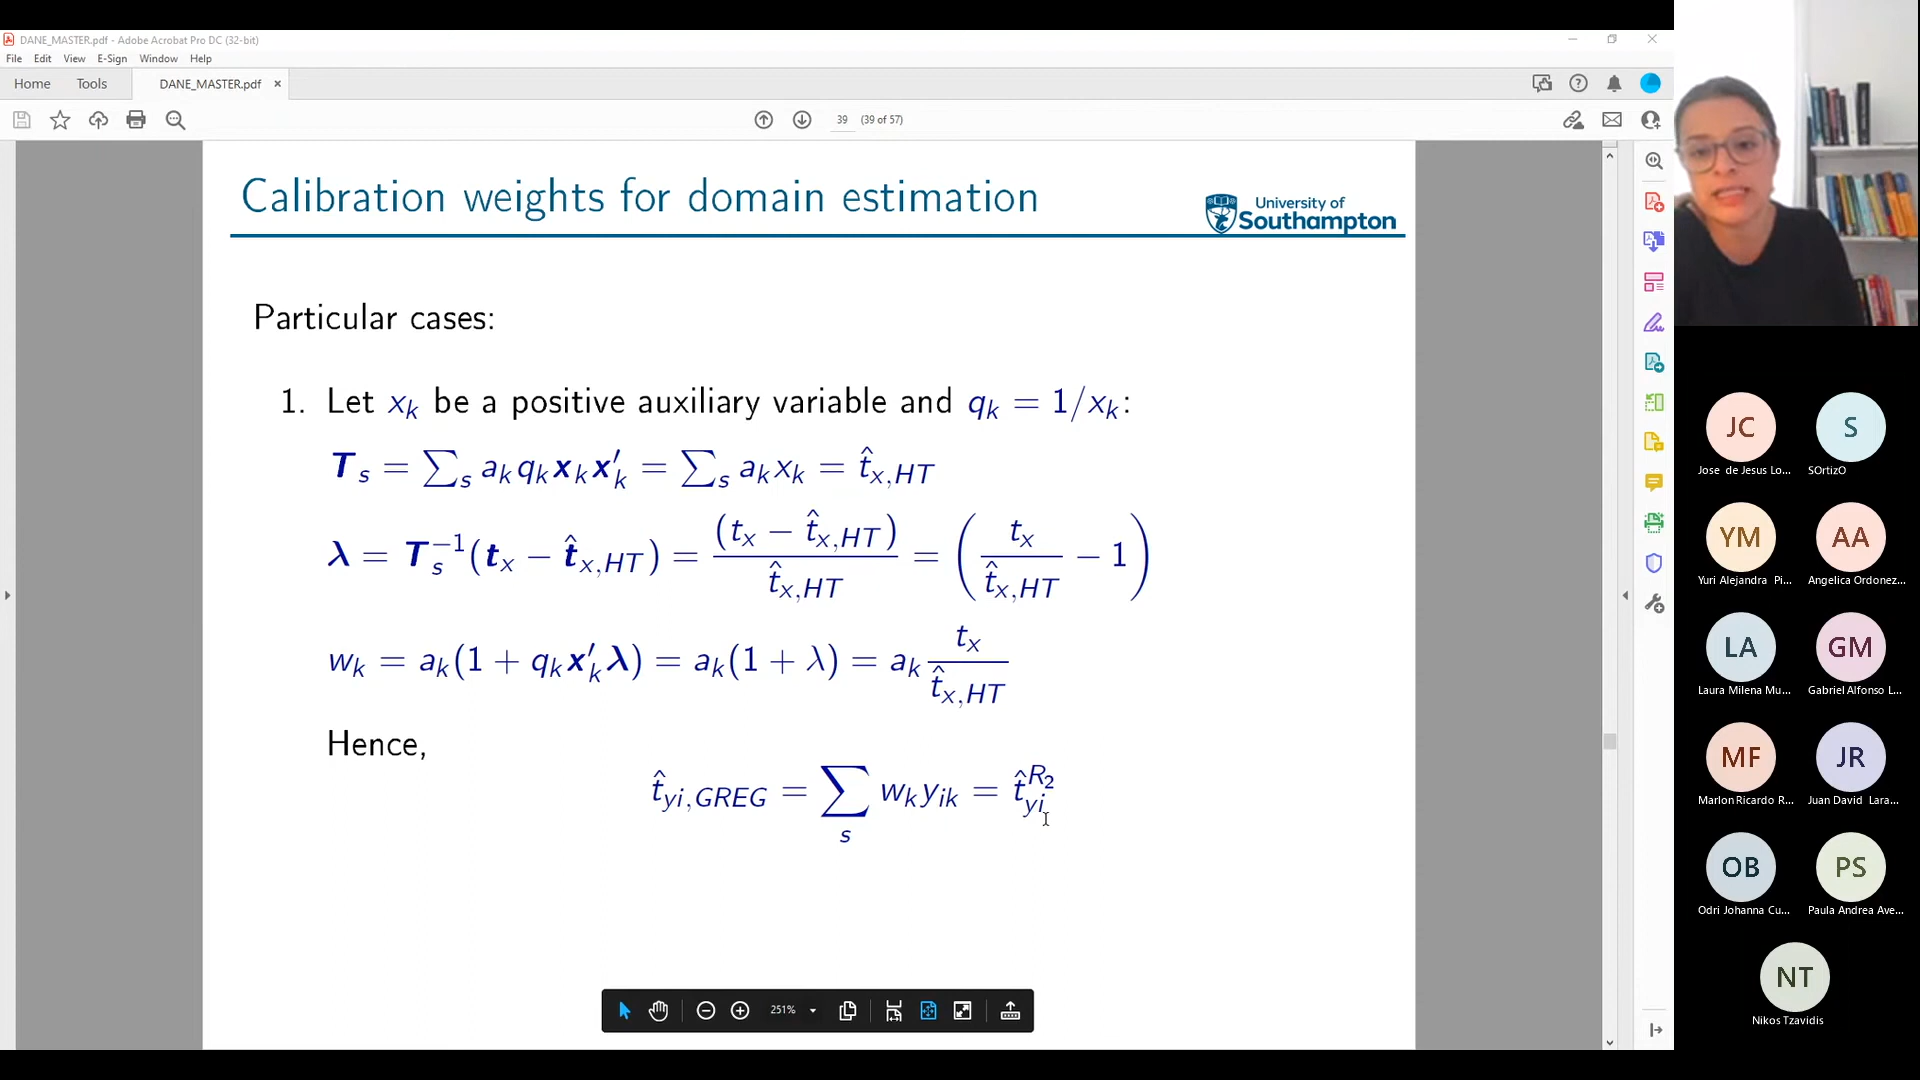 DANE_MASTER.pdf - Adobe Acrobat Pro DC (32-bit)
File Edit View E-Sign Window Help
Home Tools DANE_MASTER.pdf ×
39 (39 of 57)
Calibration weights for domain estimation
University of
Southampton
Particular cases:
1. Let x_k be a positive auxiliary variable and q_k = 1/x_k:
T_s = ∑_s a_k q_k x_k x′_k = ∑_s a_k x_k = t̂_{x,HT}
λ = T_s^{−1}(t_x − t̂_{x,HT}) = (t_x − t̂_{x,HT}) / t̂_{x,HT} = (t_x / t̂_{x,HT} − 1)
w_k = a_k(1 + q_k x′_k λ) = a_k(1 + λ) = a_k t_x / t̂_{x,HT}
Hence,
t̂_{yi,GREG} = ∑_s w_k y_{ik} = t̂_{yi}^{R_2}
251%
JC S
Jose de Jesus Lo... SOrtizO
YM AA
Yuri Alejandra Pi... Angelica Ordonez...
LA GM
Laura Milena Mu... Gabriel Alfonso L...
MF JR
Marlon Ricardo R... Juan David Lara...
OB PS
Odri Johanna Cu... Paula Andrea Ave...
NT
Nikos Tzavidis